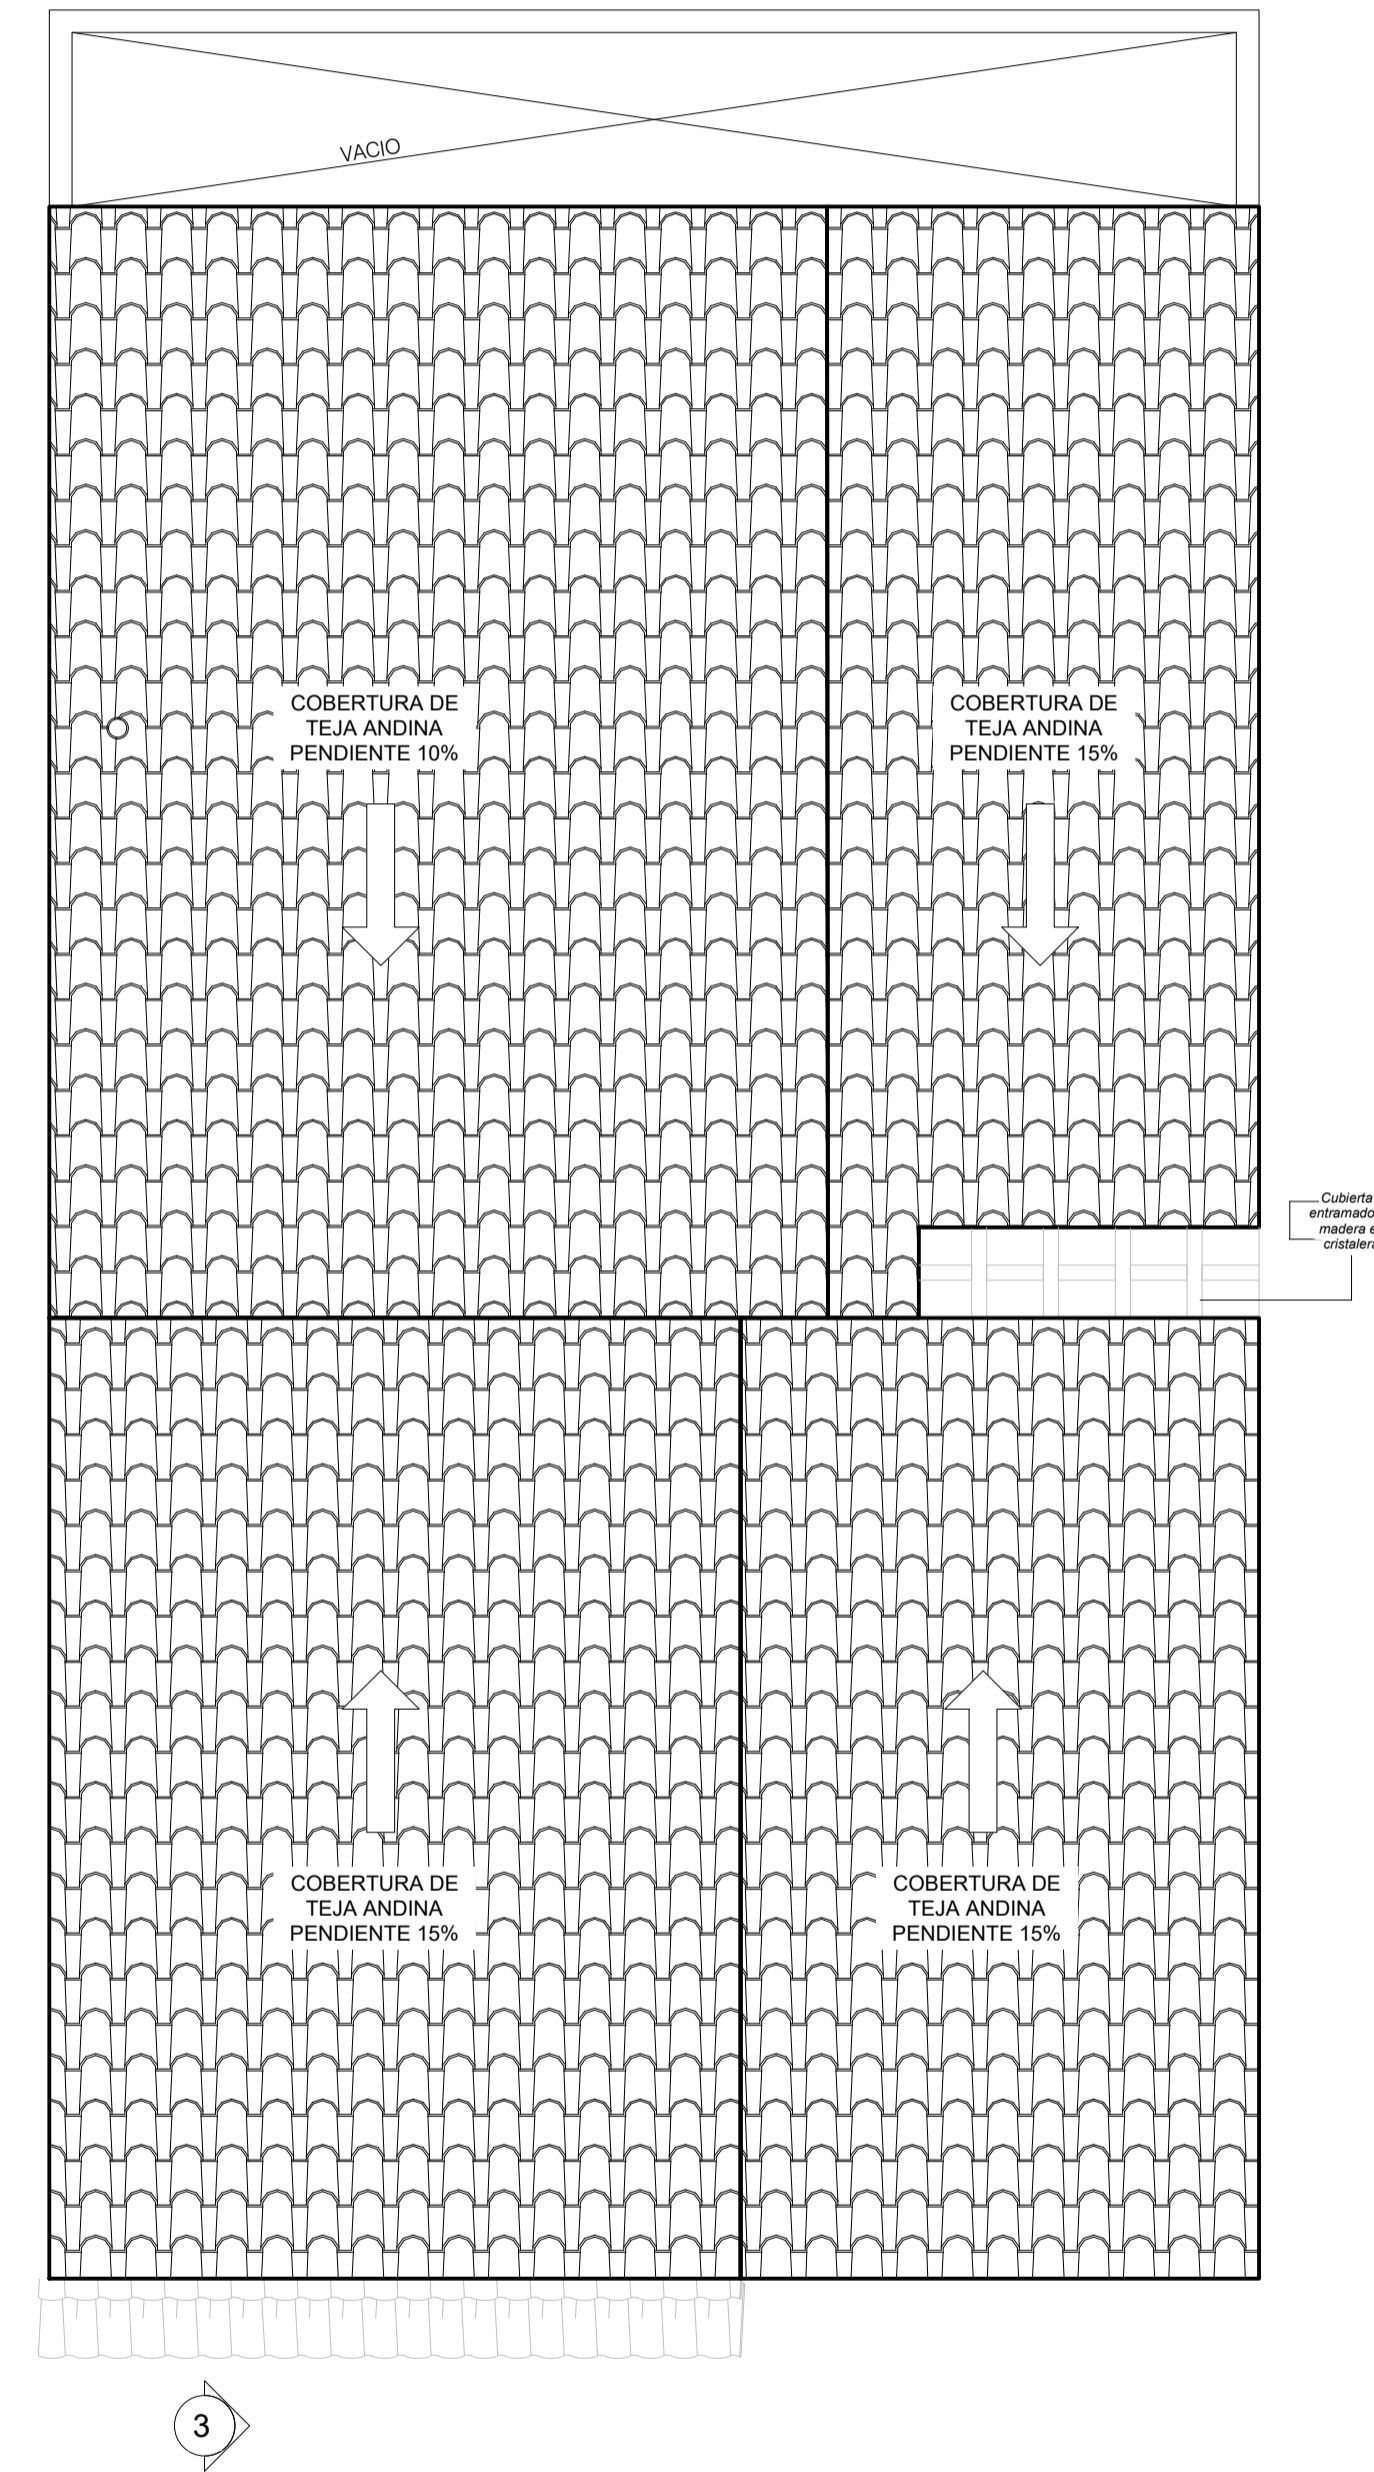 VACIO
COBERTURA DE
TEJA ANDINA
PENDIENTE 10%
COBERTURA DE
TEJA ANDINA
PENDIENTE 15%
Cubierta
entramado
madera e
cristalera
COBERTURA DE
TEJA ANDINA
PENDIENTE 15%
COBERTURA DE
TEJA ANDINA
PENDIENTE 15%
3